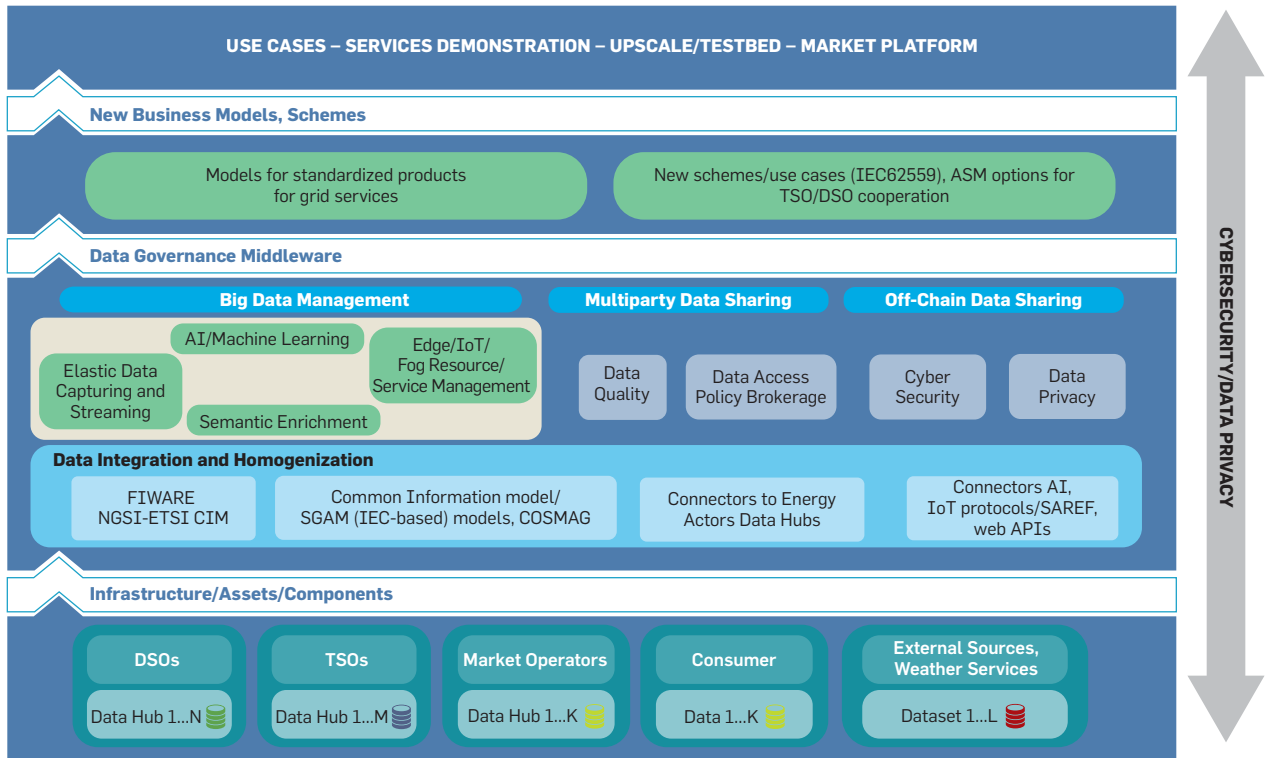 USE CASES – SERVICES DEMONSTRATION – UPSCALE/TESTBED – MARKET PLATFORM
New Business Models, Schemes
Models for standardized products
for grid services
New schemes/use cases (IEC62559), ASM options for
TSO/DSO cooperation
Data Governance Middleware
Big Data Management
Multiparty Data Sharing
Off-Chain Data Sharing
Elastic Data
Capturing and
Streaming
AI/Machine Learning
Semantic Enrichment
Edge/IoT/
Fog Resource/
Service Management
Data
Quality
Data Access
Policy Brokerage
Cyber
Security
Data
Privacy
Data Integration and Homogenization
FIWARE
NGSI-ETSI CIM
Common Information model/
SGAM (IEC-based) models, COSMAG
Connectors to Energy
Actors Data Hubs
Connectors AI,
IoT protocols/SAREF,
web APIs
Infrastructure/Assets/Components
DSOs
Data Hub 1...N
TSOs
Data Hub 1...M
Market Operators
Data Hub 1...K
Consumer
Data 1...K
External Sources,
Weather Services
Dataset 1...L
CYBERSECURITY/DATA PRIVACY